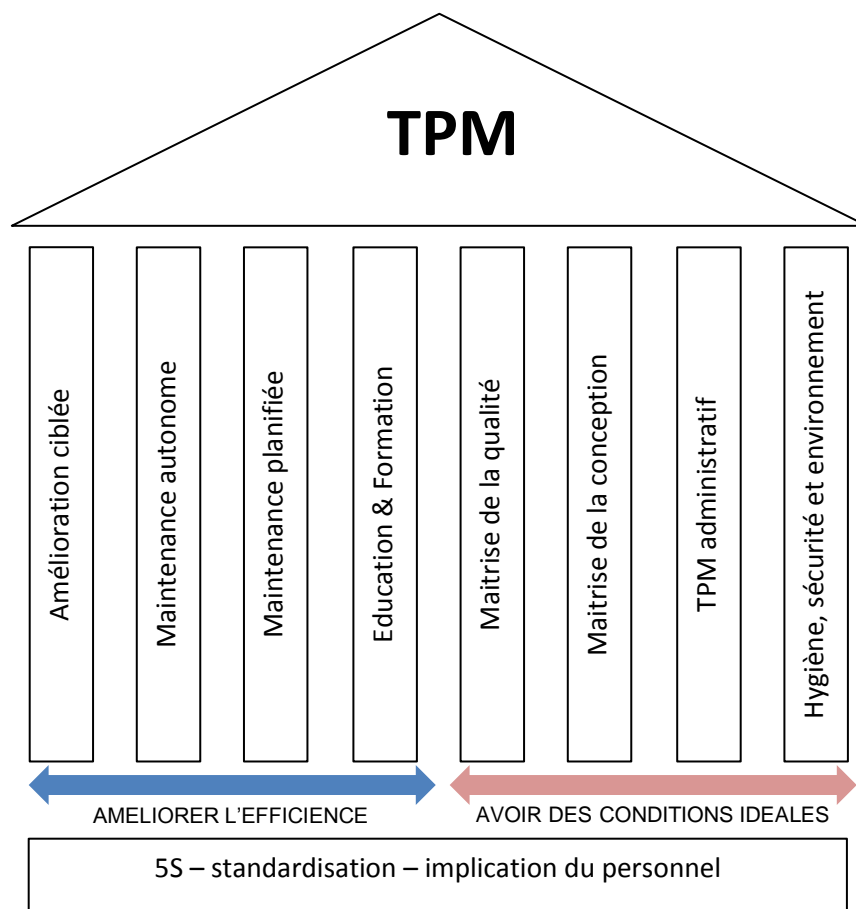 TPM
Amélioration ciblée
Maintenance autonome
Maintenance planifiée
Education & Formation
Maitrise de la qualité
Maitrise de la conception
TPM administratif
Hygiène, sécurité et environnement
AMELIORER L’EFFICIENCE
AVOIR DES CONDITIONS IDEALES
5S – standardisation – implication du personnel